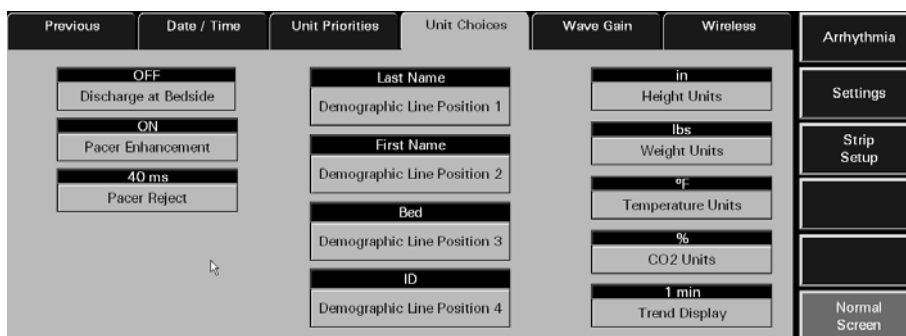 Previous
Date / Time
Unit Priorities
Unit Choices
Wave Gain
Wireless
OFF
Discharge at Bedside
ON
Pacer Enhancement
40 ms
Pacer Reject
Last Name
Demographic Line Position 1
First Name
Demographic Line Position 2
Bed
Demographic Line Position 3
ID
Demographic Line Position 4
in
Height Units
lbs
Weight Units
ºF
Temperature Units
%
CO2 Units
1 min
Trend Display
Arrhythmia
Settings
Strip
Setup
Normal
Screen